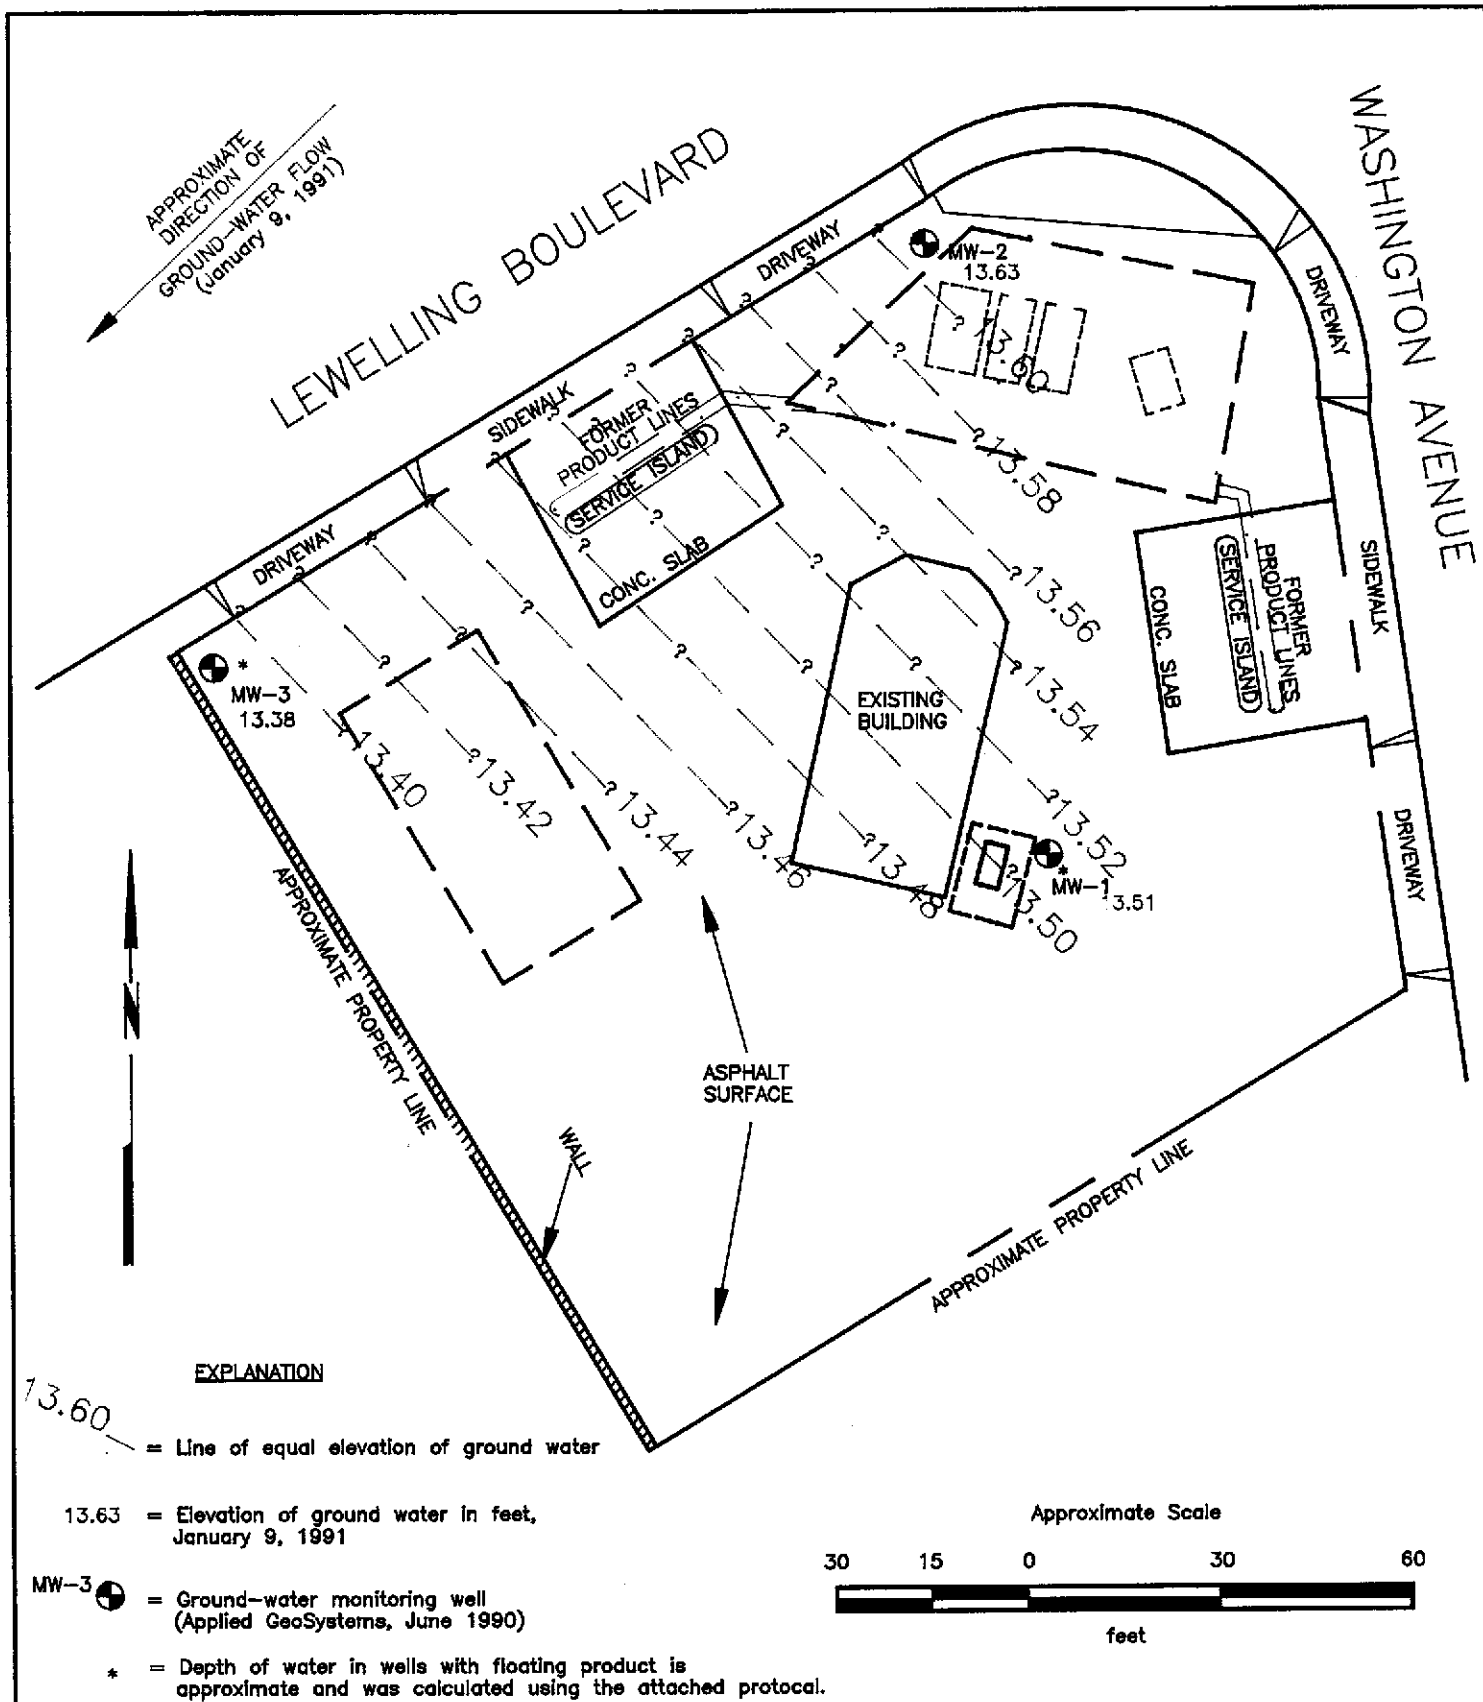 APPROXIMATE
DIRECTION OF
GROUND-WATER FLOW
(January 9, 1991)
LEWELLING BOULEVARD
WASHINGTON AVENUE
DRIVEWAY
MW-2
13.63
DRIVEWAY
SIDEWALK
FORMER
PRODUCT LINES
SERVICE ISLAND
CONC. SLAB
DRIVEWAY
MW-3 *
13.38
13.60
13.58
13.56
13.54
13.52
13.50
13.48
13.46
13.44
13.42
13.40
EXISTING
BUILDING
* MW-1
13.51
SIDEWALK
FORMER
PRODUCT LINES
SERVICE ISLAND
CONC. SLAB
DRIVEWAY
N
APPROXIMATE PROPERTY LINE
ASPHALT
SURFACE
WALL
APPROXIMATE PROPERTY LINE
EXPLANATION
13.60 = Line of equal elevation of ground water
13.63 = Elevation of ground water in feet,
January 9, 1991
MW-3 = Ground-water monitoring well
(Applied GeoSystems, June 1990)
* = Depth of water in wells with floating product is
approximate and was calculated using the attached protocal.
Approximate Scale
30 15 0 30 60
feet